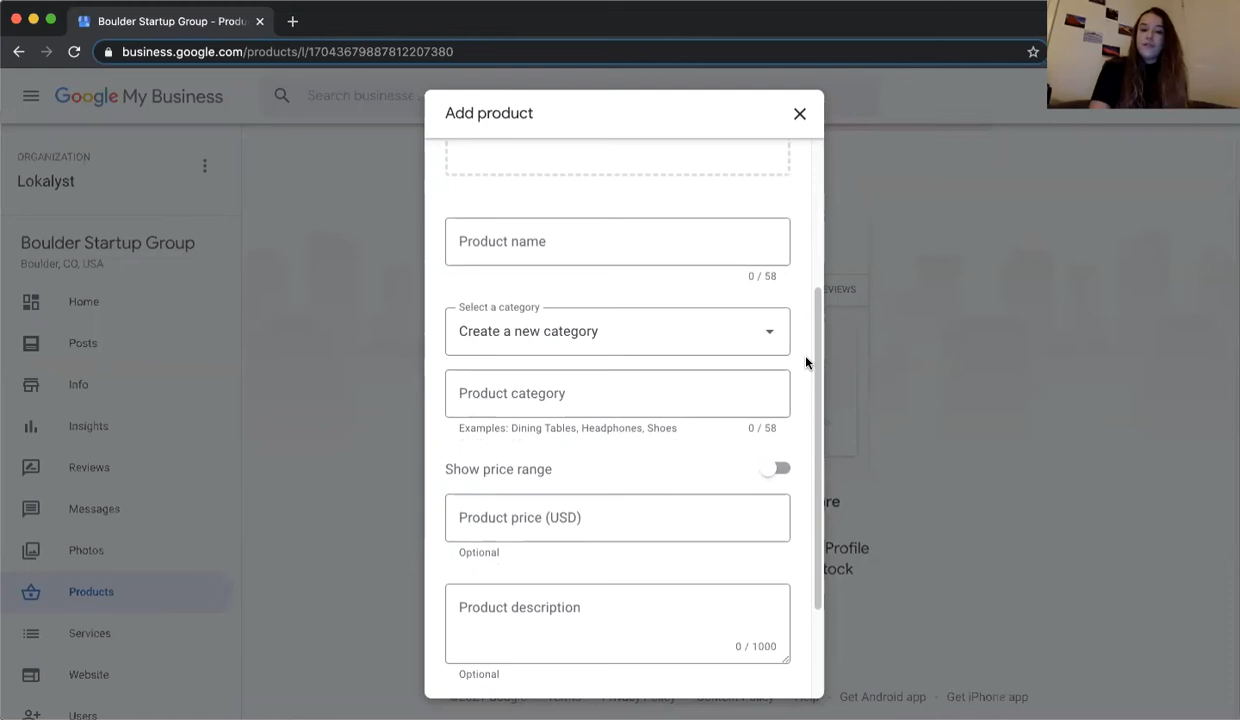 Boulder Startup Group - Produ
business.google.com/products/l/17043679887812207380
Google My Business
Search businesse
Add product
ORGANIZATION
Lokalyst
Boulder Startup Group
Boulder, CO, USA
Home
Posts
Info
Insights
Reviews
Messages
Photos
Products
Services
Website
Users
Product name
0 / 58
Select a category
Create a new category
Product category
Examples: Dining Tables, Headphones, Shoes
0 / 58
Show price range
Product price (USD)
Optional
Product description
0 / 1000
Optional
EVIEWS
re
Profile
tock
Get Android app
Get iPhone app